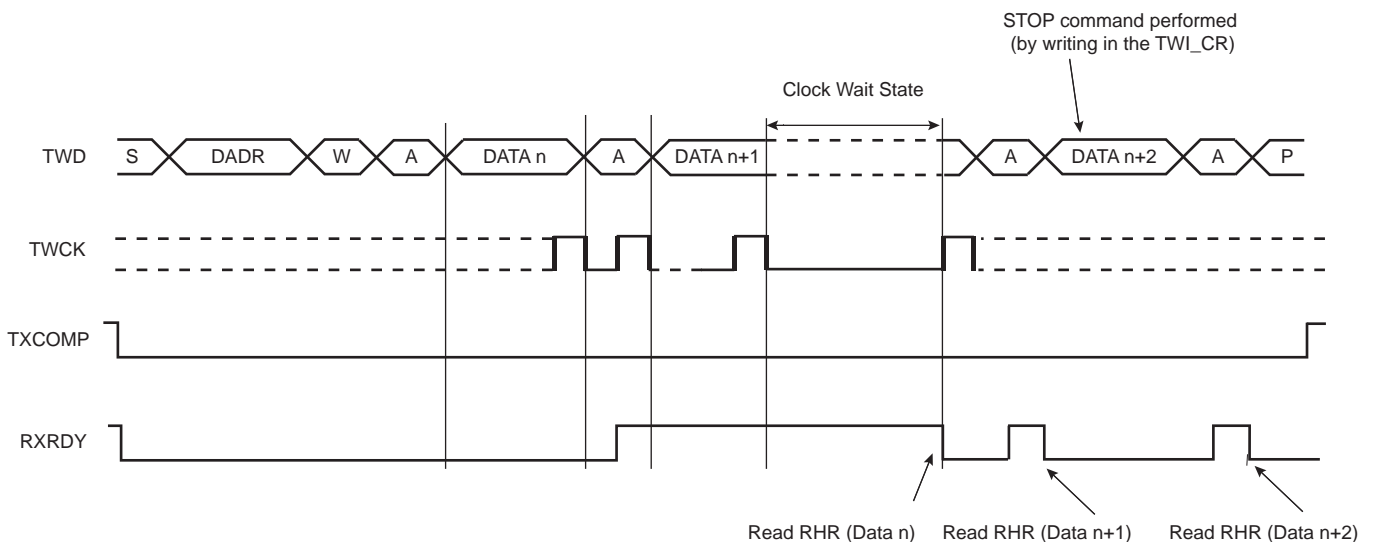 STOP command performed
(by writing in the TWI_CR)
Clock Wait State
TWD S DADR W A DATA n A DATA n+1 A DATA n+2 A P
TWCK
TXCOMP
RXRDY
Read RHR (Data n) Read RHR (Data n+1) Read RHR (Data n+2)